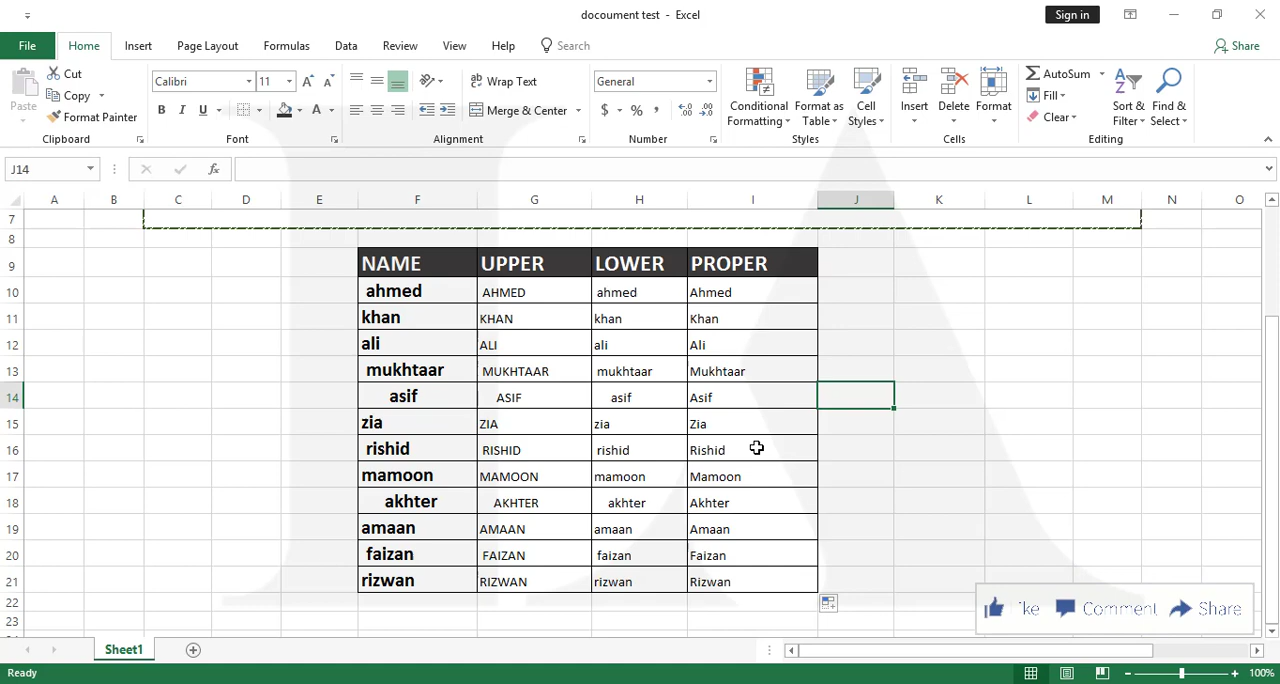 docoument test - Excel
Sign in
File Home Insert Page Layout Formulas Data Review View Help Search Share
Paste Cut Copy Format Painter
Calibri 11
B I U A
Wrap Text
Merge & Center
General
$ % ,
Conditional Formatting
Format as Table
Cell Styles
Insert Delete Format
AutoSum
Fill
Clear
Sort & Filter
Find & Select
Clipboard Font Alignment Number Styles Cells Editing
J14 fx
A B C D E F G H I J K L M N O
7
8
9 NAME UPPER LOWER PROPER
10 ahmed AHMED ahmed Ahmed
11 khan KHAN khan Khan
12 ali ALI ali Ali
13 mukhtaar MUKHTAAR mukhtaar Mukhtaar
14 asif ASIF asif Asif
15 zia ZIA zia Zia
16 rishid RISHID rishid Rishid
17 mamoon MAMOON mamoon Mamoon
18 akhter AKHTER akhter Akhter
19 amaan AMAAN amaan Amaan
20 faizan FAIZAN faizan Faizan
21 rizwan RIZWAN rizwan Rizwan
22
23
Comment Share
Sheet1
Ready 100%